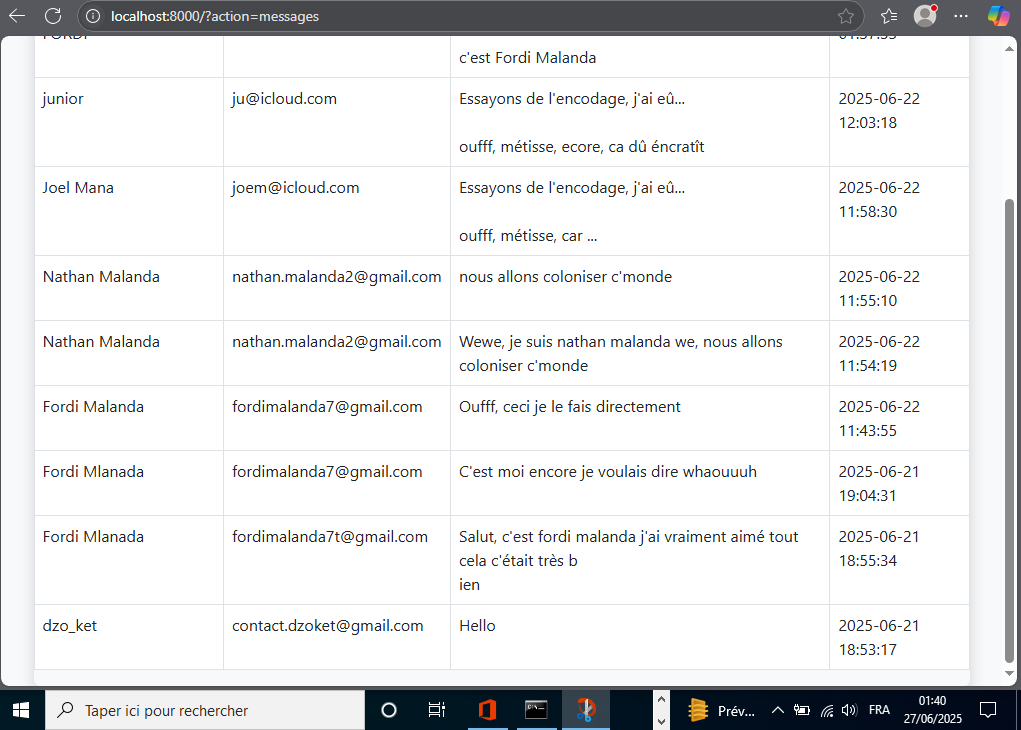 localhost:8000/?action=messages
FORDI
01:37:33
c'est Fordi Malanda
junior
ju@icloud.com
Essayons de l'encodage, j'ai eû...
oufff, métisse, ecore, ca dû éncratît
2025-06-22
12:03:18
Joel Mana
joem@icloud.com
Essayons de l'encodage, j'ai eû...
oufff, métisse, car ...
2025-06-22
11:58:30
Nathan Malanda
nathan.malanda2@gmail.com
nous allons coloniser c'monde
2025-06-22
11:55:10
Nathan Malanda
nathan.malanda2@gmail.com
Wewe, je suis nathan malanda we, nous allons
coloniser c'monde
2025-06-22
11:54:19
Fordi Malanda
fordimalanda7@gmail.com
Oufff, ceci je le fais directement
2025-06-22
11:43:55
Fordi Mlanada
fordimalanda7@gmail.com
C'est moi encore je voulais dire whaouuuh
2025-06-21
19:04:31
Fordi Mlanada
fordimalanda7t@gmail.com
Salut, c'est fordi malanda j'ai vraiment aimé tout
cela c'était très b
ien
2025-06-21
18:55:34
dzo_ket
contact.dzoket@gmail.com
Hello
2025-06-21
18:53:17
Taper ici pour rechercher
Prév...
FRA
01:40
27/06/2025